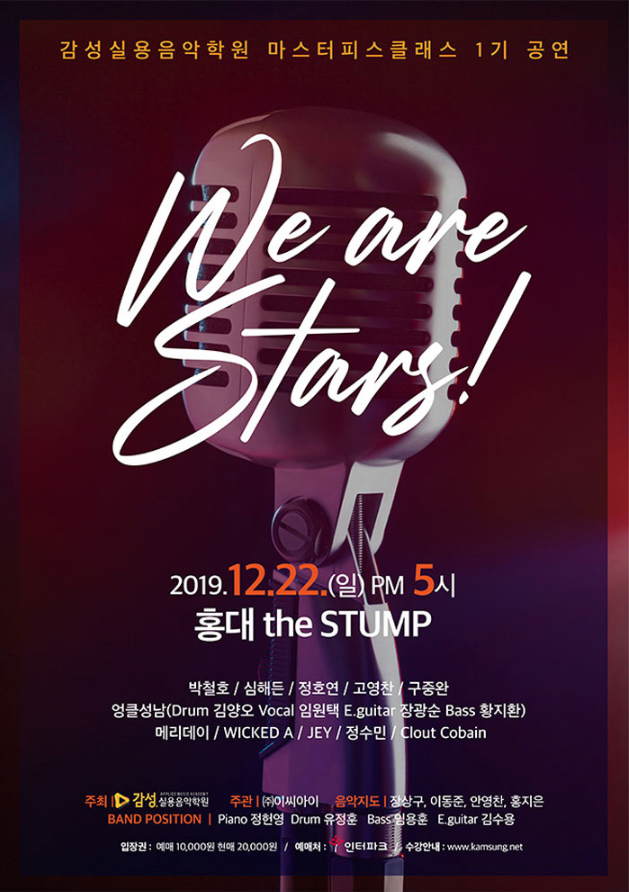 감성실용음악학원 마스터피스클래스 1기 공연
We are
Stars!
2019.12.22.(일) PM 5시
홍대 the STUMP
박철호 / 심해든 / 정호연 / 고영찬 / 구중완
엉클성남(Drum 김양오 Vocal 임원택 E.guitar 장광순 Bass 황지환)
메리데이 / WICKED A / JEY / 정수민 / Clout Cobain
주최 | 감성 APPLIED MUSIC ACADEMY 실용음악학원 주관 | ㈜이씨아이 음악지도 | 장상구, 이동준, 안영찬, 홍지은
BAND POSITION | Piano 정현영 Drum 유정훈 Bass 임용훈 E.guitar 김수용
입장권 : 예매 10,000원 현매 20,000원 / 예매처 : 인터파크 / 수강안내 : www.kamsung.net